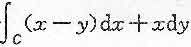 ∫_C (x − y)dx + xdy